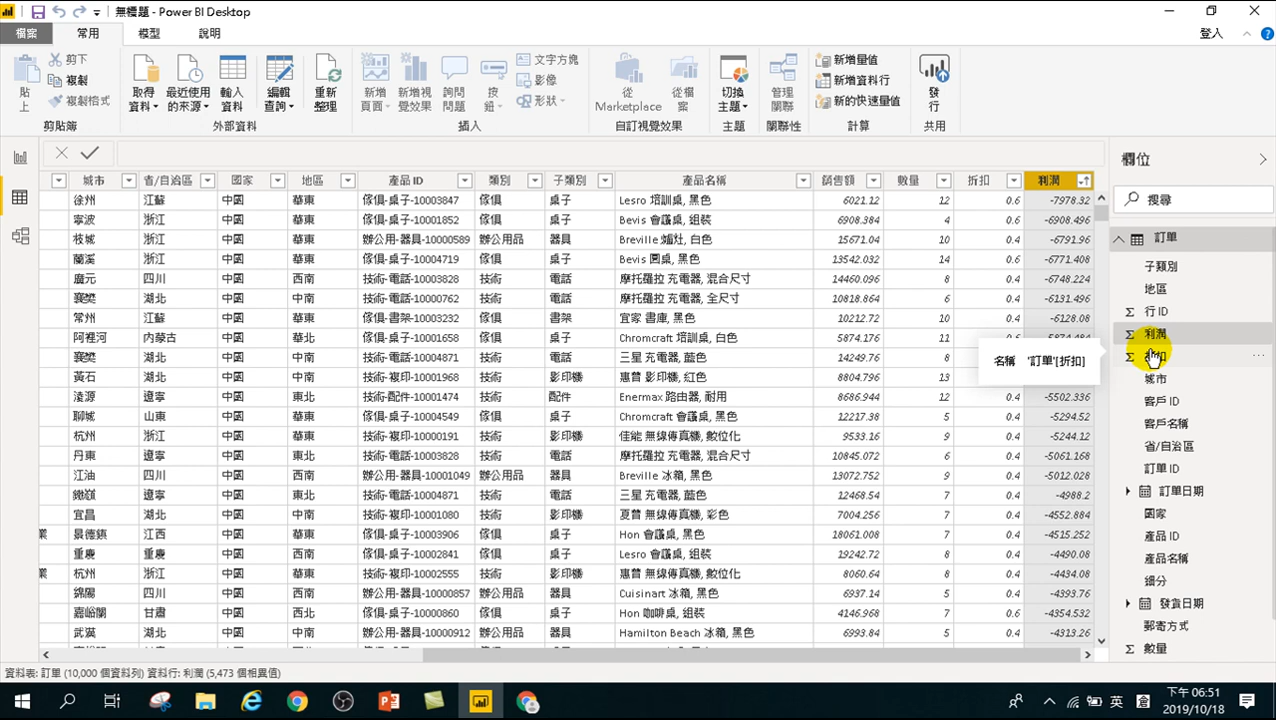 無標題 - Power BI Desktop
檔案 常用 模型 說明 登入
貼上 剪下 複製 複製格式 剪貼簿
取得資料 最近使用的來源 輸入資料 編輯查詢 重新整理 外部資料
新增頁面 新增視覺效果 詢問問題 按鈕 文字方塊 影像 形狀 插入
從 Marketplace 從檔案 自訂視覺效果
切換主題 主題
管理關聯 關聯性
新增量值 新增資料行 新的快速量值 計算
發行 共用
城市 省/自治區 國家 地區 產品 ID 類別 子類別 產品名稱 銷售額 數量 折扣 利潤
徐州 江蘇 中國 華東 傢俱-桌子-10003847 傢俱 桌子 Lesro 培訓桌, 黑色 6021.12 12 0.6 -7978.32
寧波 浙江 中國 華東 傢俱-桌子-10001852 傢俱 桌子 Bevis 會議桌, 組裝 6908.384 4 0.6 -6908.496
枝城 浙江 中國 華東 辦公用-器具-10000589 辦公用品 器具 Breville 爐灶, 白色 15671.04 10 0.4 -6791.96
蘭溪 浙江 中國 華東 傢俱-桌子-10004719 傢俱 桌子 Bevis 圓桌, 黑色 13542.032 14 0.6 -6771.408
廣元 四川 中國 中南 技術-電話-10003828 技術 電話 摩托羅拉 充電器, 混合尺寸 14460.096 8 0.4 -6748.224
襄樊 湖北 中國 中南 技術-電話-10000762 技術 電話 摩托羅拉 充電器, 全尺寸 10818.864 6 0.4 -6131.496
常州 江蘇 中國 華東 傢俱-書架-10003232 傢俱 書架 宜家 書庫, 黑色 10212.72 10 0.4 -6128.08
阿裡河 內蒙古 中國 華北 傢俱-桌子-10001658 傢俱 桌子 Chromcraft 培訓桌, 白色 5874.176 11
襄樊 湖北 中國 中南 技術-電話-10004871 技術 電話 三星 充電器, 藍色 14249.76 8
黃石 湖北 中國 中南 技術-複印-10001968 技術 影印機 惠普 影印機, 紅色 8804.796 13
淩源 遼寧 中國 東北 技術-配件-10001474 技術 配件 Enermax 路由器, 耐用 8686.944 12 0.4 -5502.336
聊城 山東 中國 華東 傢俱-桌子-10004549 傢俱 桌子 Chromcraft 會議桌, 黑色 12217.38 5 0.4 -5294.52
杭州 浙江 中國 華東 技術-複印-10000191 技術 影印機 佳能 無線傳真機, 數位化 9533.16 9 0.4 -5244.12
丹東 遼寧 中國 東北 技術-電話-10003828 技術 電話 摩托羅拉 充電器, 混合尺寸 10845.072 6 0.4 -5061.168
江油 四川 中國 西南 辦公用-器具-10001049 辦公用品 器具 Breville 冰箱, 黑色 13072.752 9 0.4 -5012.028
遼寧 中國 東北 技術-電話-10004871 技術 電話 三星 充電器, 藍色 12468.54 7 0.4 -4988.2
宜昌 湖北 中國 中南 技術-複印-10001080 技術 影印機 夏普 無線傳真機, 彩色 7004.256 7 0.4 -4552.884
業 景德鎮 江西 中國 華東 傢俱-桌子-10003906 傢俱 桌子 Hon 會議桌, 黑色 18061.008 7 0.4 -4515.252
重慶 重慶 中國 西南 傢俱-桌子-10002841 傢俱 桌子 Lesro 會議桌, 組裝 19242.72 8 0.4 -4490.08
業 杭州 浙江 中國 華東 技術-複印-10002555 技術 影印機 惠普 無線傳真機, 數位化 8060.64 8 0.4 -4434.08
綿陽 四川 中國 西南 辦公用-器具-10000857 辦公用品 器具 Cuisinart 冰箱, 黑色 6937.14 5 0.4 -4393.76
嘉峪關 甘肅 中國 西北 傢俱-桌子-10000860 傢俱 桌子 Hon 咖啡桌, 組裝 4146.968 7 0.6 -4354.532
武漢 湖北 中國 中南 辦公用-器具-10000912 辦公用品 器具 Hamilton Beach 冰箱, 黑色 6993.84 5 0.4 -4313.26
名稱 '訂單'[折扣]
欄位
搜尋
訂單
子類別
地區
行 ID
利潤
折扣
城市
客戶 ID
客戶名稱
省/自治區
訂單 ID
訂單日期
國家
產品 ID
產品名稱
細分
發貨日期
郵寄方式
數量
資料表: 訂單 (10,000 個資料列) 資料行: 利潤 (5,473 個相異值)
英 下午 06:51
2019/10/18